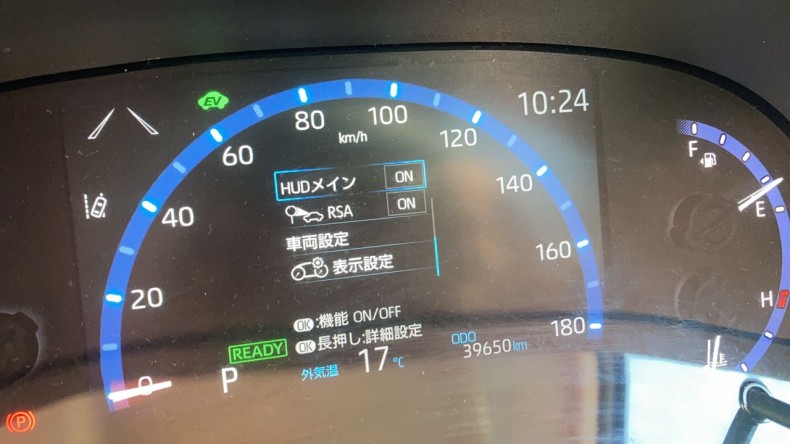 EV
10:24
80
100
km/h
60
120
F
HUDメイン ON
140
40
RSA ON
E
車両設定
160
表示設定
20
H
OK:機能 ON/OFF
OK長押し:詳細設定
180
READY
ODO
39650km
P
外気温 17℃
0
P